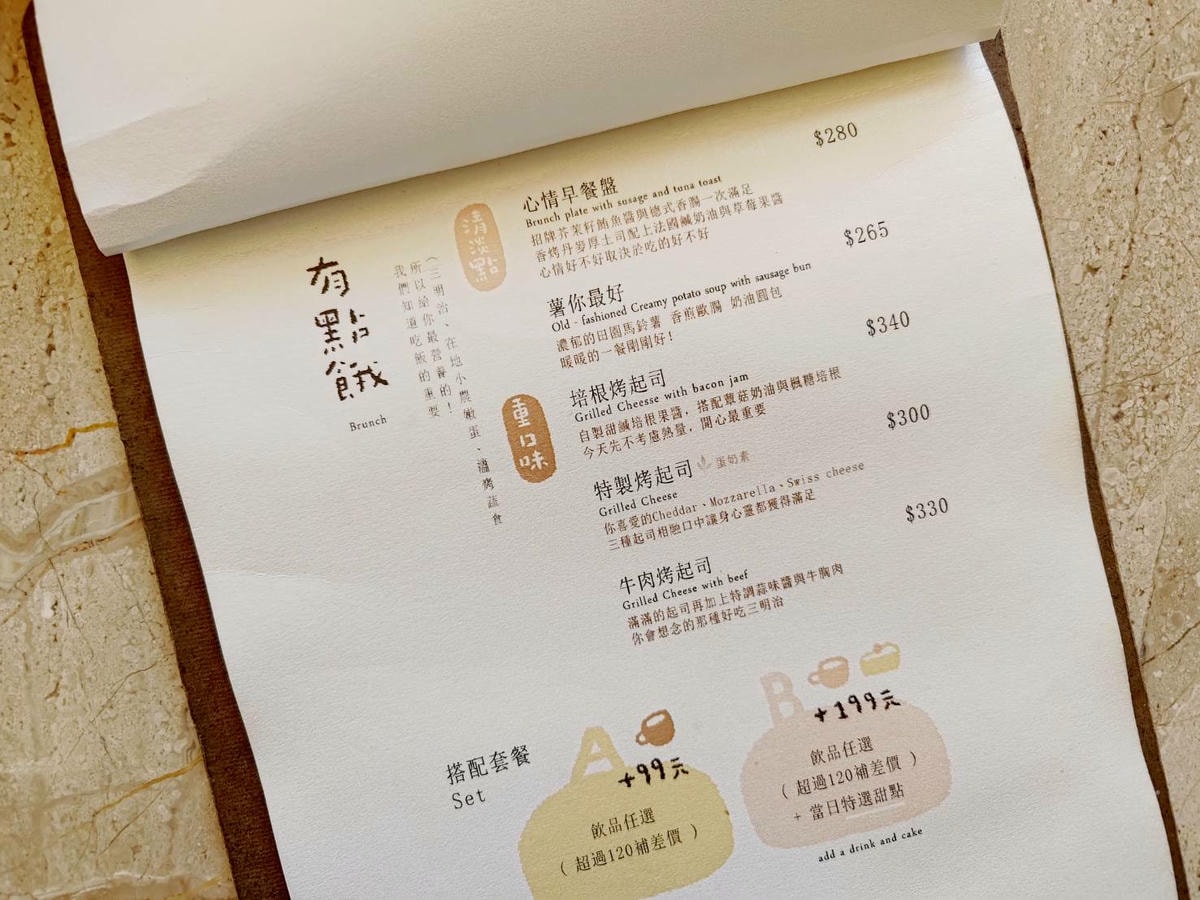 有點餓
Brunch
我們知道吃飯的重要
所以給你最營養的！
（三明治、在地小農
蔬食
清淡點
心情早餐盤
$280
Brunch plate with susage and tuna toast
招牌芥茉籽鮪魚醬與德式香腸一次滿足
香烤丹麥厚土司配上法國鹹奶油與草莓果醬
心情好不好取決於吃的好不好
薯你最好
$265
Old - fashioned Creamy potato soup with sausage bun
濃郁的田園馬鈴薯 香煎歐腸 奶油圓包
暖暖的一餐剛剛好！
重口味
培根烤起司
$340
Grilled Cheesse with bacon jam
自製甜鹹培根果醬，搭配蕈菇奶油與楓糖培根
今天先不考慮熱量，開心最重要
特製烤起司 蛋奶素
$300
Grilled Cheese
你喜愛的Cheddar、Mozzarella、Swiss cheese
三種起司相融口中讓身心靈都獲得滿足
牛肉烤起司
$330
Grilled Cheese with beef
滿滿的起司再加上特調蒜味醬與牛胸肉
你會想念的那種好吃三明治
搭配套餐
Set
A
+99元
飲品任選
（ 超過120補差價 ）
B
+199元
飲品任選
（ 超過120補差價 ）
+ 當日特選甜點
add a drink and cake